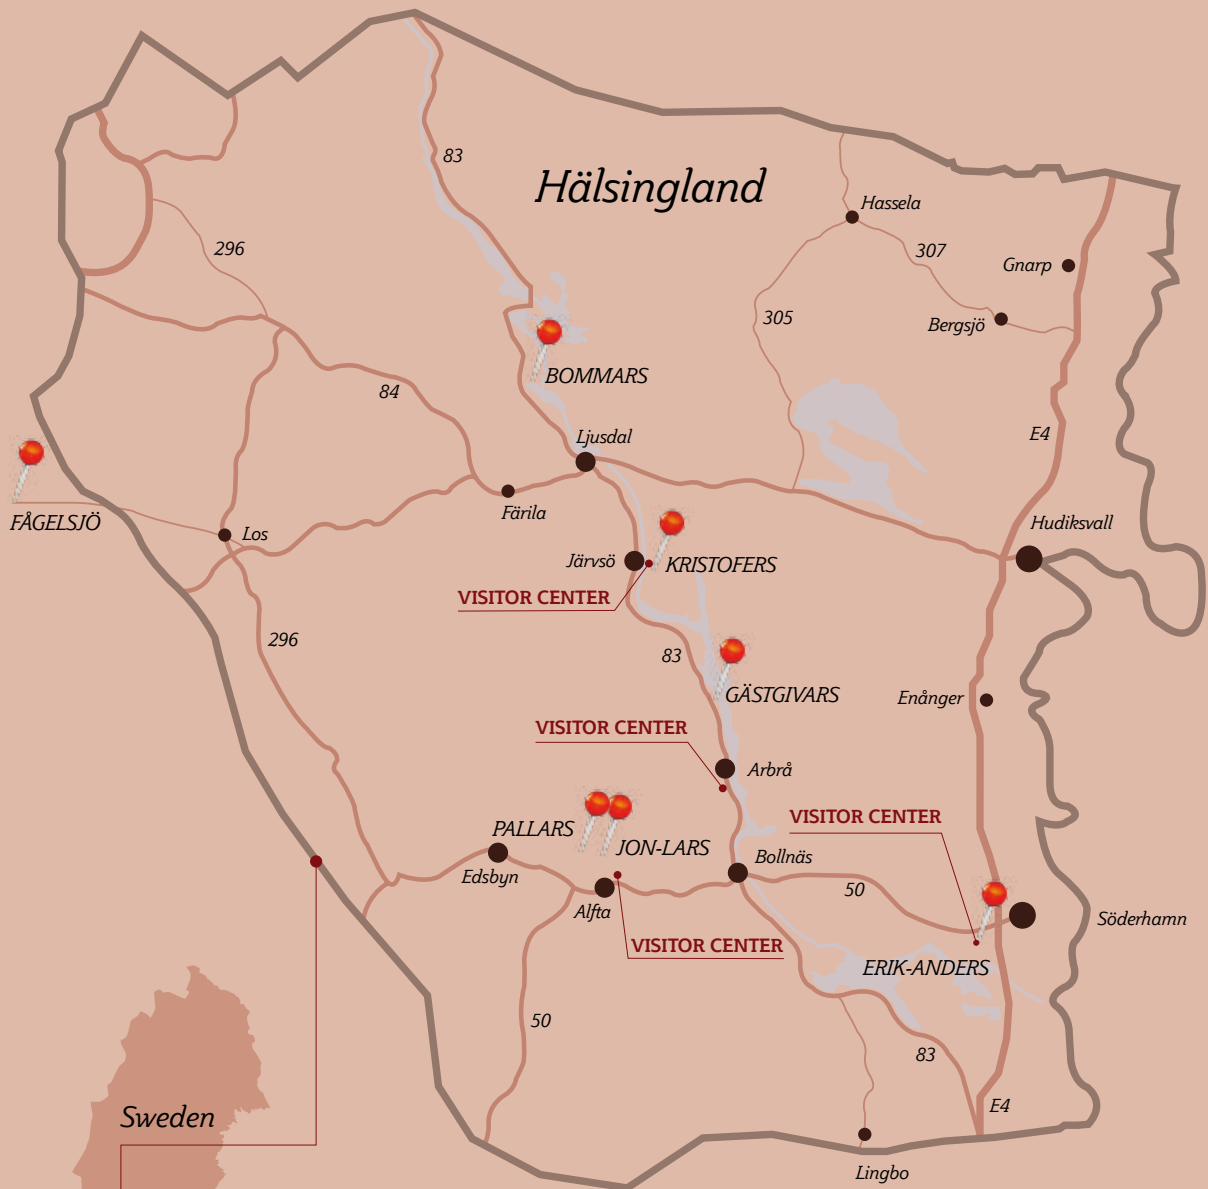 83
Hälsingland
Hassela
296
307
Gnarp
305
Bergsjö
BOMMARS
84
E4
Ljusdal
FÅGELSJÖ
Färila
Hudiksvall
Los
Järvsö
KRISTOFERS
VISITOR CENTER
296
83
GÄSTGIVARS
Enånger
VISITOR CENTER
Arbrå
VISITOR CENTER
PALLARS
JON-LARS
Bollnäs
Edsbyn
50
Alfta
Söderhamn
VISITOR CENTER
ERIK-ANDERS
50
83
Sweden
E4
Lingbo